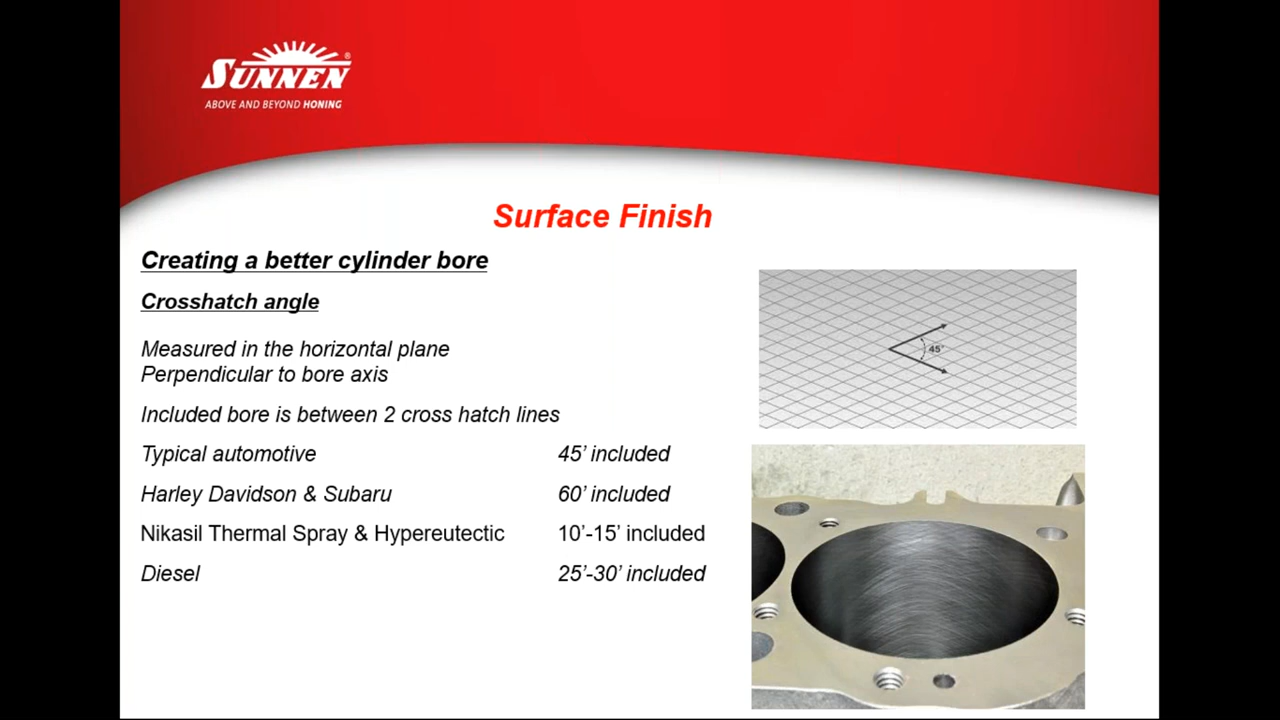 SUNNEN®
ABOVE AND BEYOND HONING
Surface Finish
Creating a better cylinder bore
Crosshatch angle
Measured in the horizontal plane
Perpendicular to bore axis
Included bore is between 2 cross hatch lines
Typical automotive 45’ included
Harley Davidson & Subaru 60’ included
Nikasil Thermal Spray & Hypereutectic 10’-15’ included
Diesel 25’-30’ included
45°